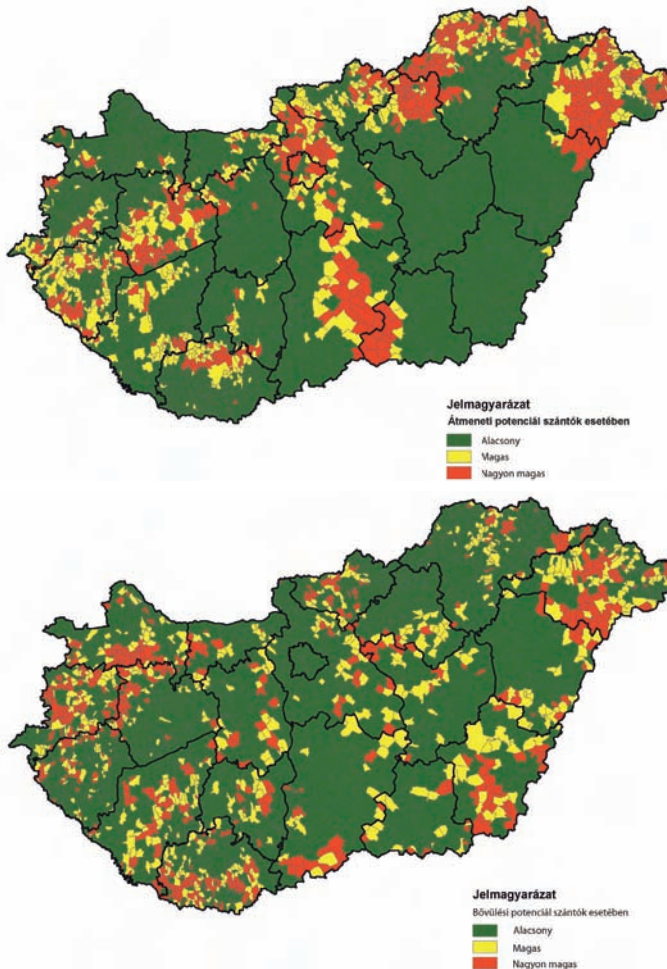 Jelmagyarázat
Átmeneti potenciál szántók esetében
Alacsony
Magas
Nagyon magas
Jelmagyarázat
Bővülési potenciál szántók esetében
Alacsony
Magas
Nagyon magas